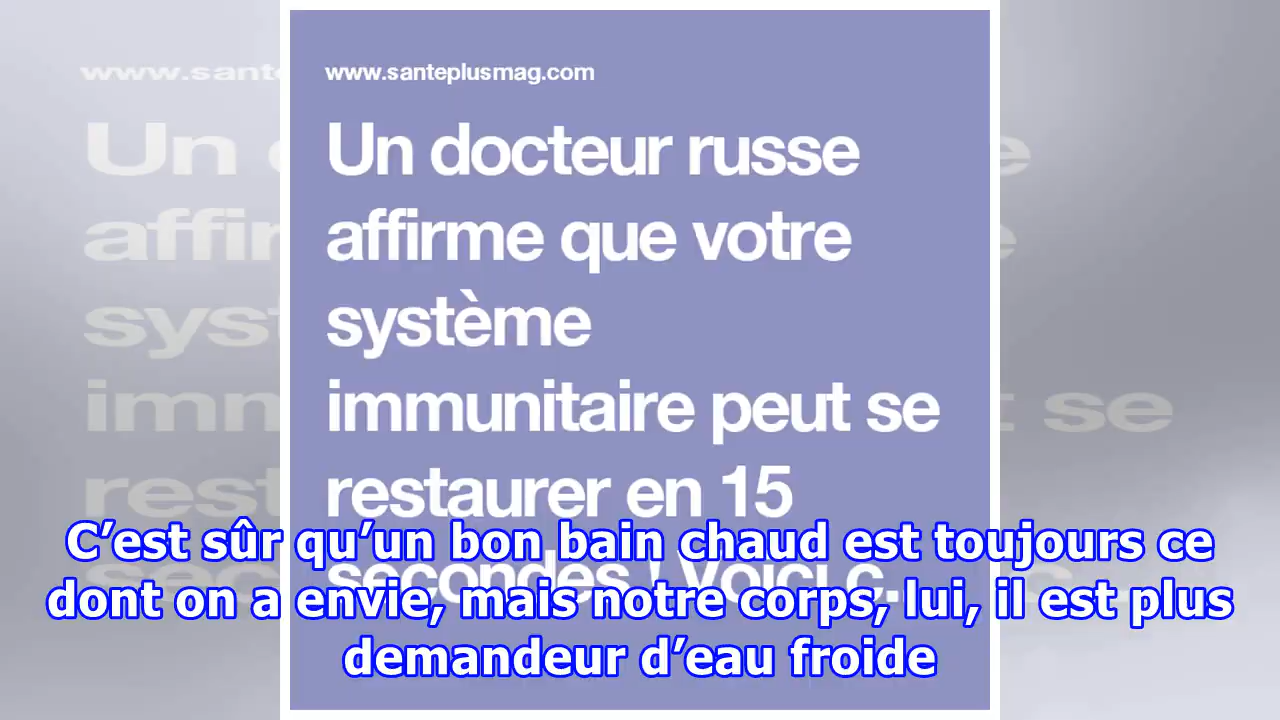 www.santeplusmag.com
Un docteur russe
affirme que votre
système
immunitaire peut se
restaurer en 15
secondes ! Voici c...
C’est sûr qu’un bon bain chaud est toujours ce
dont on a envie, mais notre corps, lui, il est plus
demandeur d’eau froide